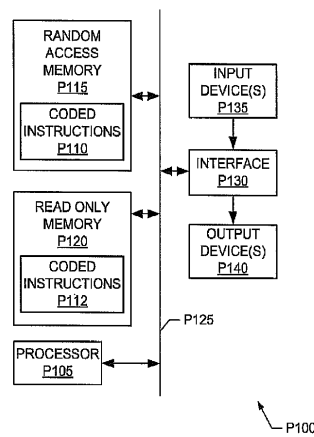 RANDOM
ACCESS
MEMORY
P115
CODED
INSTRUCTIONS
P110
READ ONLY
MEMORY
P120
CODED
INSTRUCTIONS
P112
PROCESSOR
P105
INPUT
DEVICE(S)
P135
INTERFACE
P130
OUTPUT
DEVICE(S)
P140
P125
P100